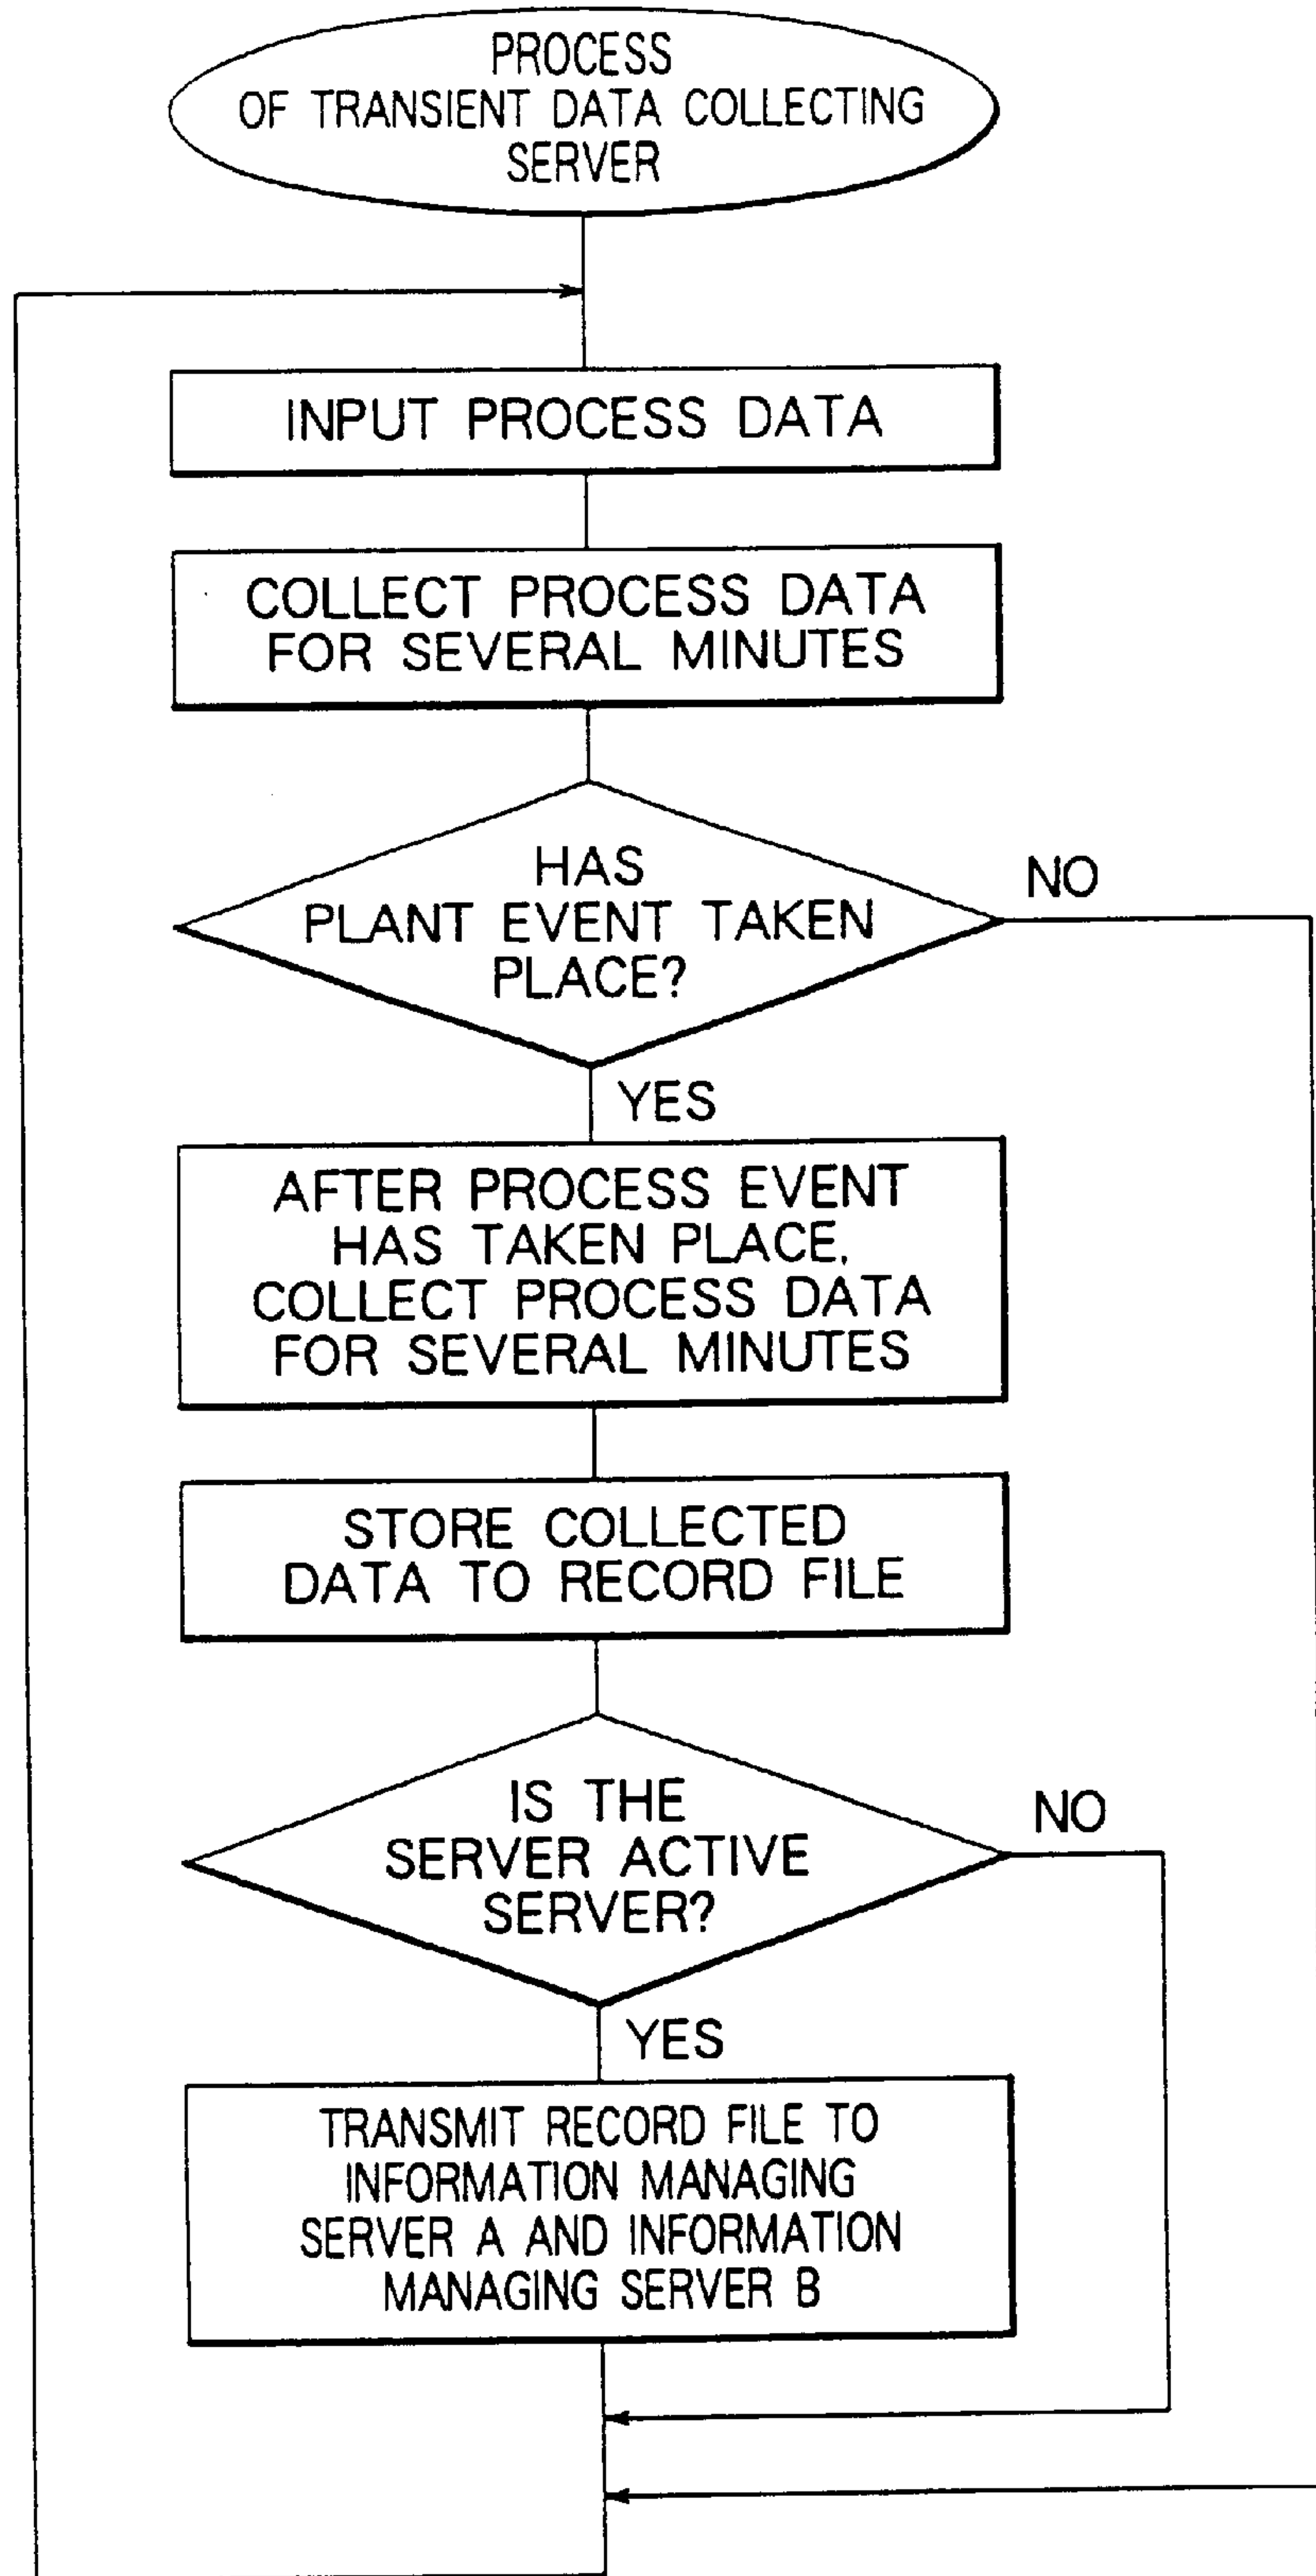 PROCESS
OF TRANSIENT DATA COLLECTING
SERVER
INPUT PROCESS DATA
COLLECT PROCESS DATA
FOR SEVERAL MINUTES
HAS
PLANT EVENT TAKEN
PLACE?
NO
YES
AFTER PROCESS EVENT
HAS TAKEN PLACE,
COLLECT PROCESS DATA
FOR SEVERAL MINUTES
STORE COLLECTED
DATA TO RECORD FILE
IS THE
SERVER ACTIVE
SERVER?
NO
YES
TRANSMIT RECORD FILE TO
INFORMATION MANAGING
SERVER A AND INFORMATION
MANAGING SERVER B